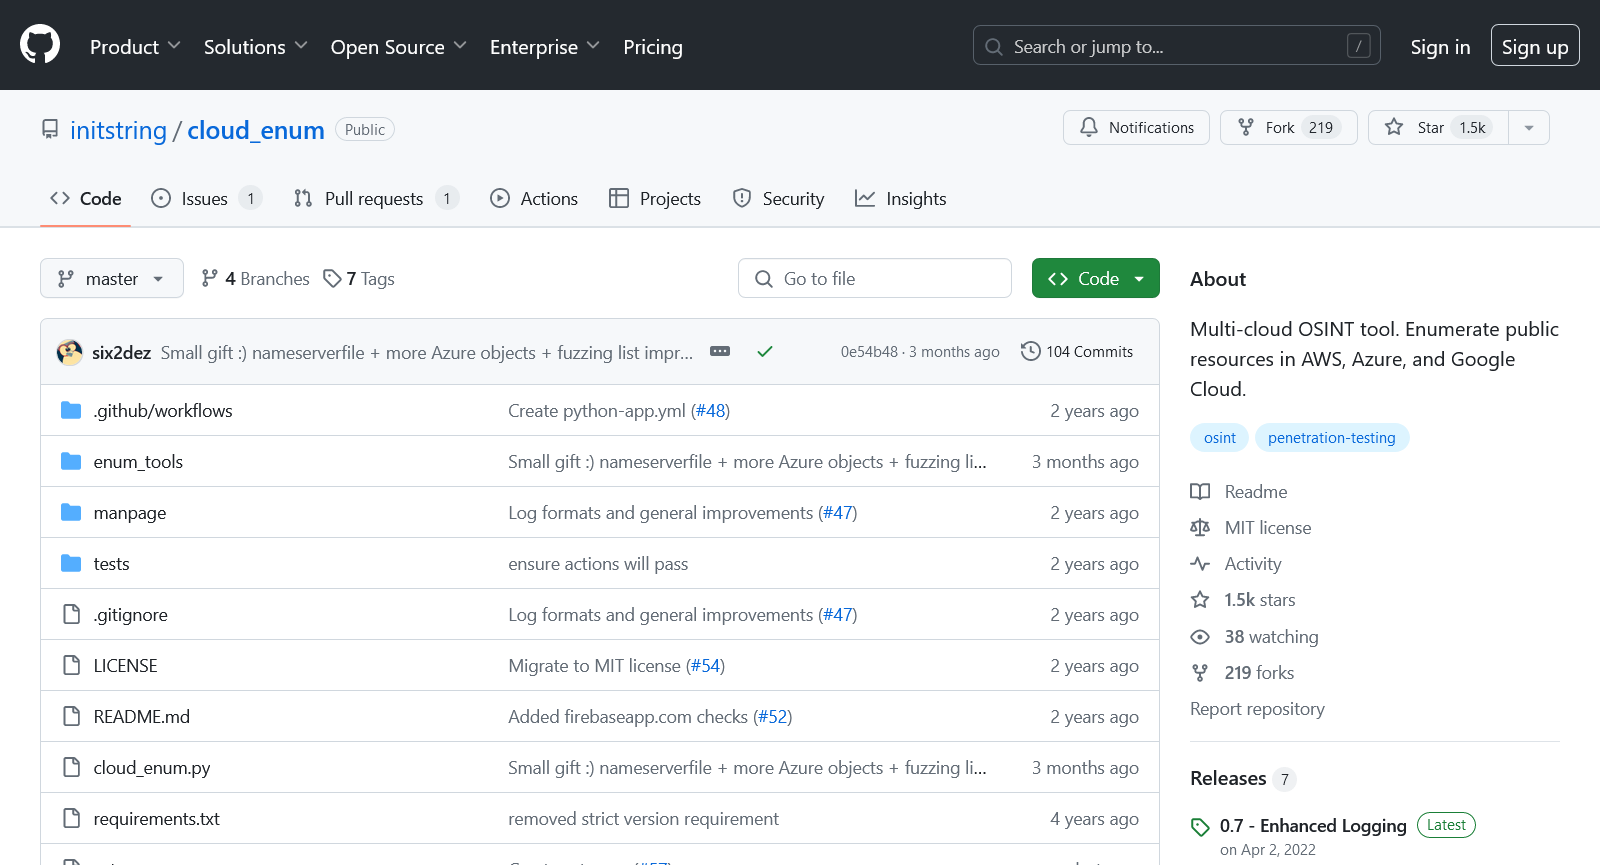 Product Solutions Open Source Enterprise Pricing Search or jump to... / Sign in Sign up
initstring / cloud_enum Public Notifications Fork 219 Star 1.5k
Code Issues 1 Pull requests 1 Actions Projects Security Insights
master 4 Branches 7 Tags Go to file Code
six2dez Small gift :) nameserverfile + more Azure objects + fuzzing list impr... 0e54b48 · 3 months ago 104 Commits
.github/workflows Create python-app.yml (#48) 2 years ago
enum_tools Small gift :) nameserverfile + more Azure objects + fuzzing li... 3 months ago
manpage Log formats and general improvements (#47) 2 years ago
tests ensure actions will pass 2 years ago
.gitignore Log formats and general improvements (#47) 2 years ago
LICENSE Migrate to MIT license (#54) 2 years ago
README.md Added firebaseapp.com checks (#52) 2 years ago
cloud_enum.py Small gift :) nameserverfile + more Azure objects + fuzzing li... 3 months ago
requirements.txt removed strict version requirement 4 years ago
About
Multi-cloud OSINT tool. Enumerate public
resources in AWS, Azure, and Google
Cloud.
osint penetration-testing
Readme
MIT license
Activity
1.5k stars
38 watching
219 forks
Report repository
Releases 7
0.7 - Enhanced Logging Latest
on Apr 2, 2022